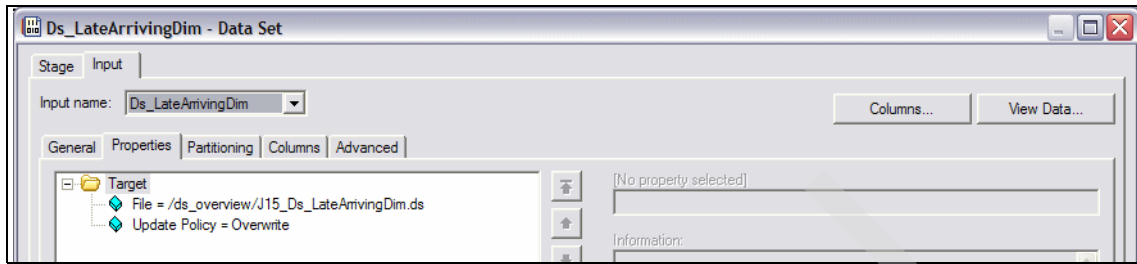 Ds_LateArrivingDim - Data Set
Stage Input
Input name: Ds_LateArrivingDim Columns... View Data...
General Properties Partitioning Columns Advanced
Target [No property selected]
File = /ds_overview/J15_Ds_LateArrivingDim.ds
Update Policy = Overwrite
Information: